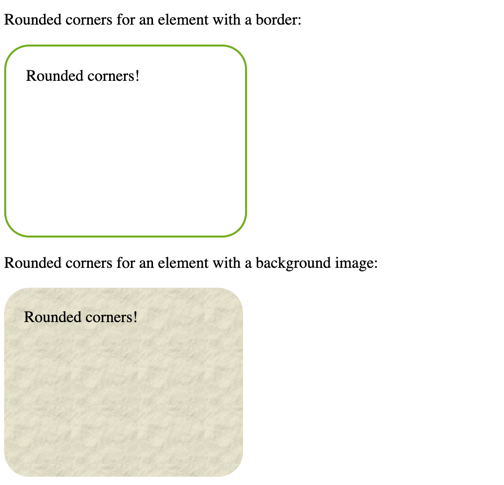 Rounded corners for an element with a border:
Rounded corners!
Rounded corners for an element with a background image:
Rounded corners!